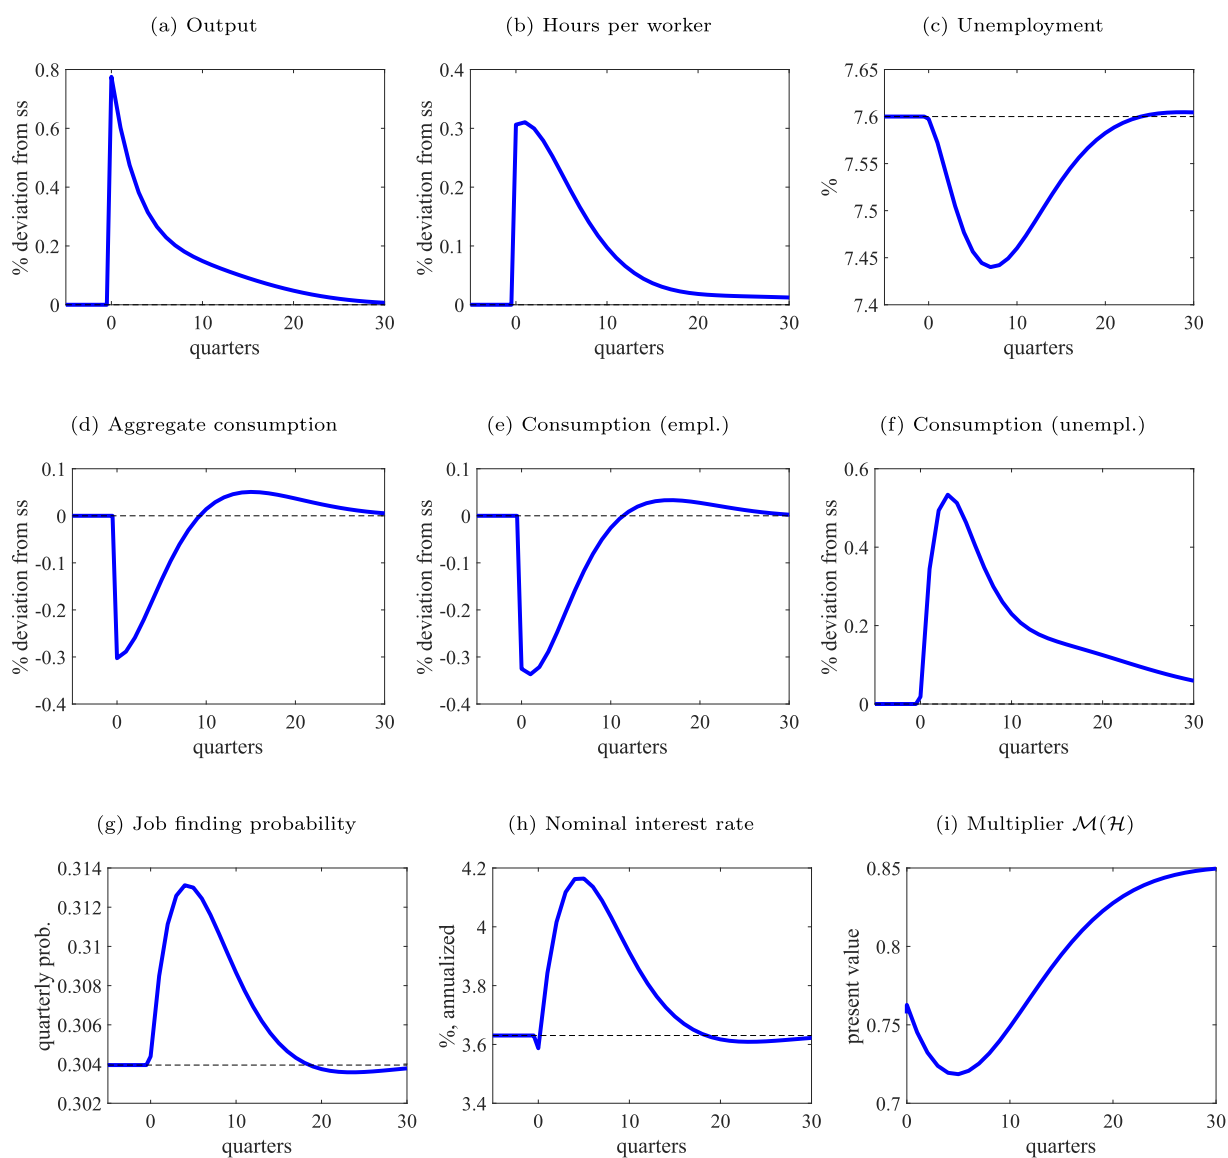 (a) Output
(b) Hours per worker
(c) Unemployment
% deviation from ss
0.8
0.6
0.4
0.2
0
0 10 20 30
quarters
% deviation from ss
0.4
0.3
0.2
0.1
0
0 10 20 30
quarters
%
7.65
7.6
7.55
7.5
7.45
7.4
0 10 20 30
quarters
(d) Aggregate consumption
(e) Consumption (empl.)
(f) Consumption (unempl.)
% deviation from ss
0.1
0
-0.1
-0.2
-0.3
-0.4
0 10 20 30
quarters
% deviation from ss
0.1
0
-0.1
-0.2
-0.3
-0.4
0 10 20 30
quarters
% deviation from ss
0.6
0.4
0.2
0
0 10 20 30
quarters
(g) Job finding probability
(h) Nominal interest rate
(i) Multiplier ℳ(ℋ)
quarterly prob.
0.314
0.312
0.31
0.308
0.306
0.304
0.302
0 10 20 30
quarters
%, annualized
4.2
4
3.8
3.6
3.4
0 10 20 30
quarters
present value
0.85
0.8
0.75
0.7
0 10 20 30
quarters